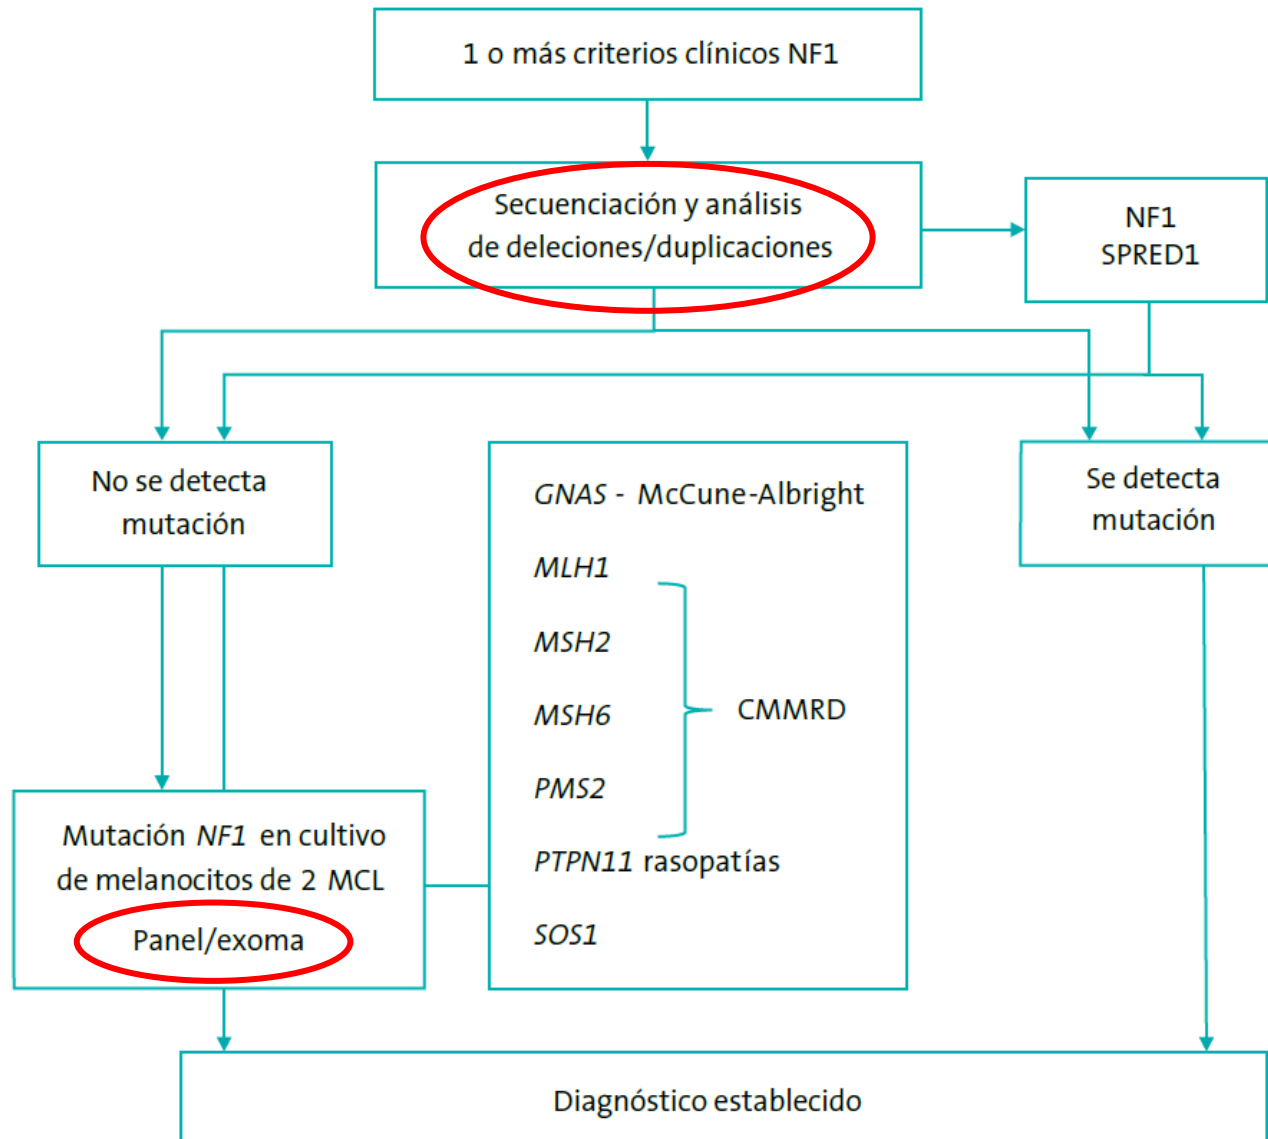 1 o más criterios clínicos NF1
Secuenciación y análisis
de deleciones/duplicaciones
NF1
SPRED1
No se detecta
mutación
GNAS - McCune-Albright
MLH1
MSH2
MSH6
CMMRD
PMS2
PTPN11 rasopatías
SOS1
Se detecta
mutación
Mutación NF1 en cultivo
de melanocitos de 2 MCL
Panel/exoma
Diagnóstico establecido